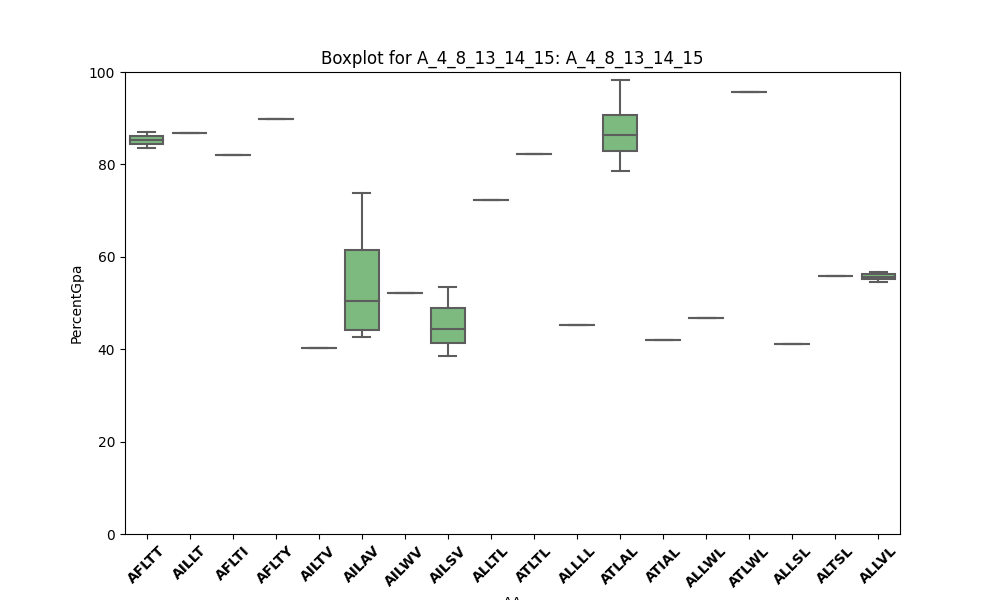 Boxplot for A_4_8_13_14_15: A_4_8_13_14_15
100
80
60
40
20
0
PercentGpa
AFLTT AILLT AFLTI AFLTY AILTV AILAV AILWV AILSV ALLTL ATLTL ALLLL ATLAL ATIAL ALLWL ATLWL ALLSL ALTSL ALLVL